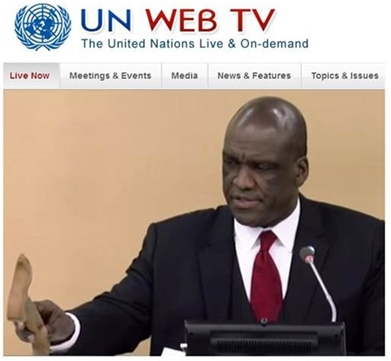 UN WEB TV
The United Nations Live & On-demand
Live Now Meetings & Events Media News & Features Topics & Issues